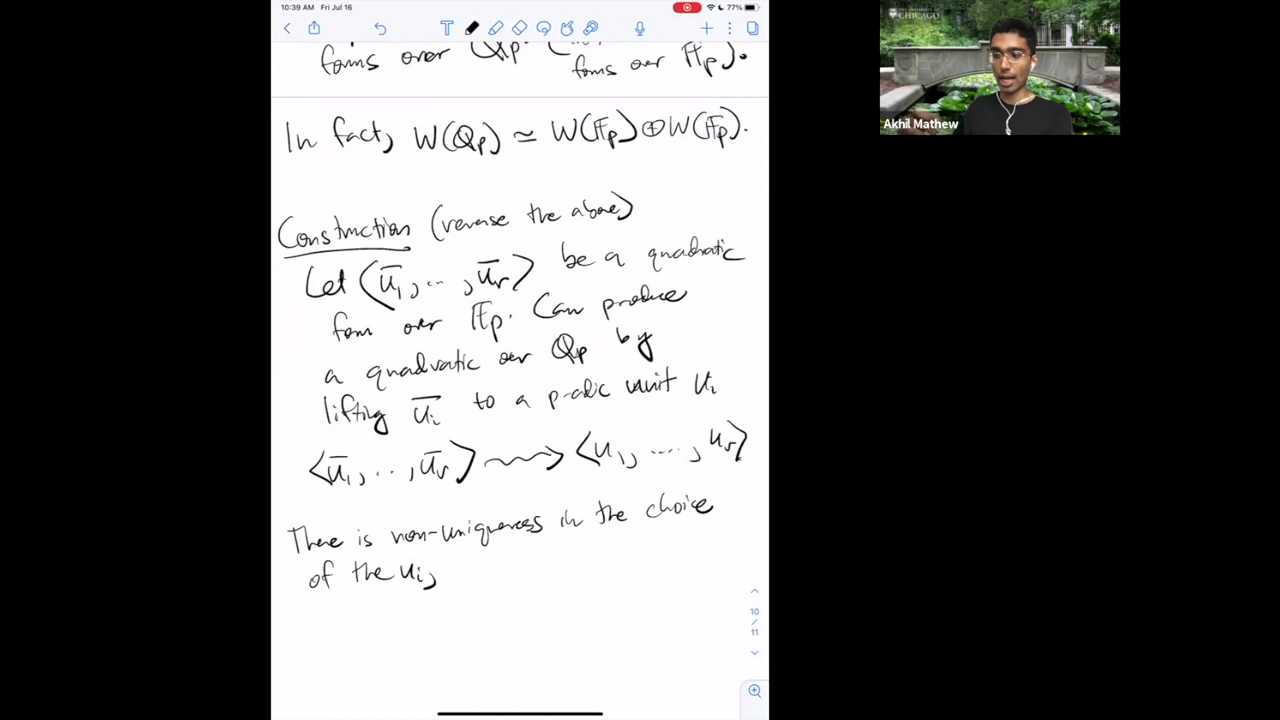 10:39 AM Fri Jul 16
77%
forms over Qp.
forms over Fp).
In fact, W(Qp) ≃ W(Fp) ⊕ W(Fp).
Construction (reverse the above)
Let ⟨ū1, ..., ūr⟩ be a quadratic
form over Fp. Can produce
a quadratic over Qp by
lifting ūi to a p-adic unit ui
⟨ū1, ..., ūr⟩ ⟿ ⟨u1, ...., ur⟩
There is non-uniqueness in the choice
of the ui,
10
/
11
CHICAGO
Akhil Mathew